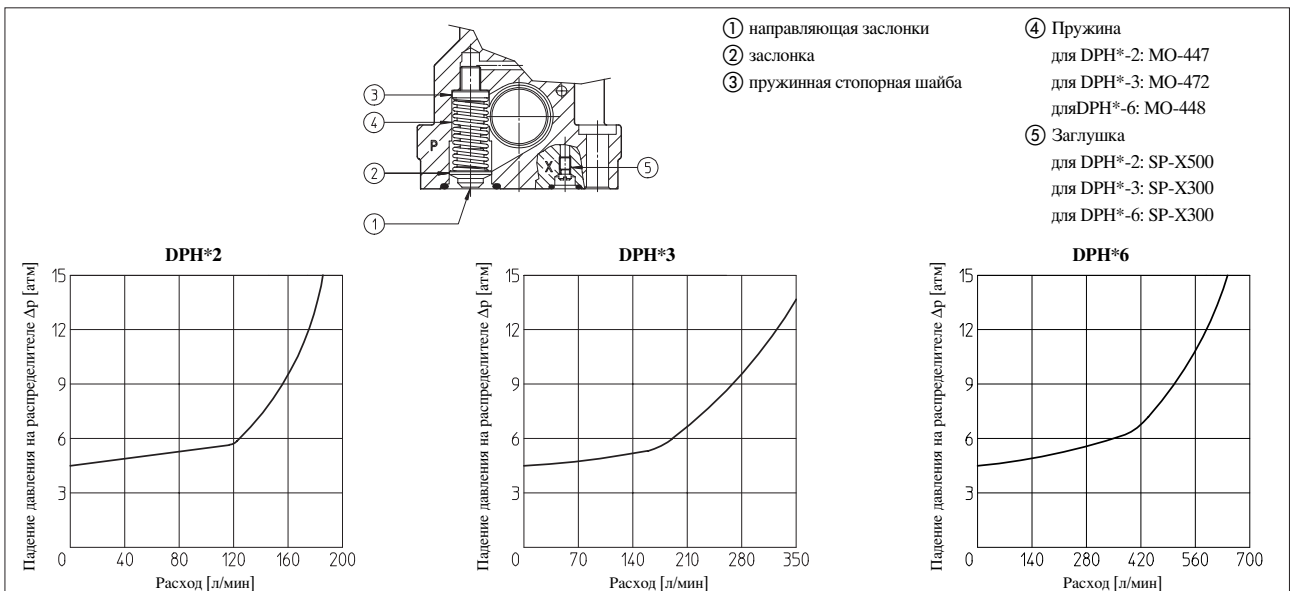 ① направляющая заслонки
② заслонка
③ пружинная стопорная шайба
④ Пружина
для DPH*-2: MO-447
для DPH*-3: MO-472
дляDPH*-6: MO-448
⑤ Заглушка
для DPH*-2: SP-X500
для DPH*-3: SP-X300
для DPH*-6: SP-X300
3
4
2
1
P
X
5
DPH*2
Падение давления на распределителе Δp [атм]
15
12
9
6
3
0 40 80 120 160 200
Расход [л/мин]
DPH*3
Падение давления на распределителе Δp [атм]
15
12
9
6
3
0 70 140 210 280 350
Расход [л/мин]
DPH*6
Падение давления на распределителе Δp [атм]
15
12
9
6
3
0 140 280 420 560 700
Расход [л/мин]